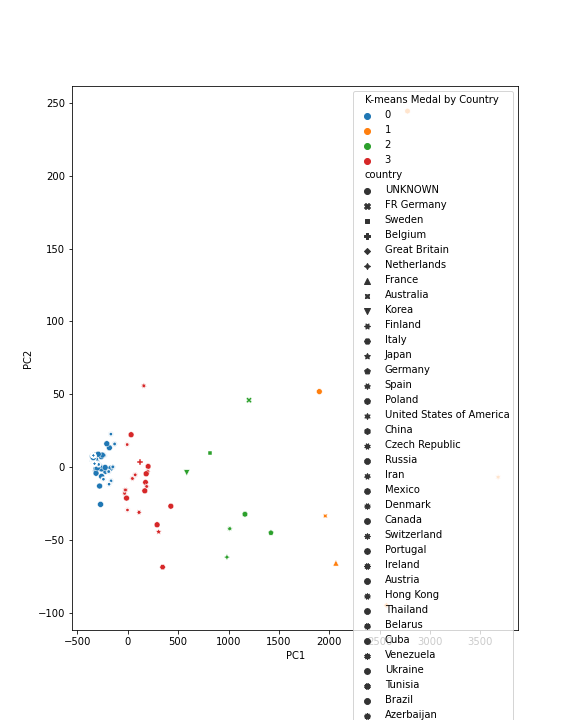 K-means Medal by Country
0
1
2
3
country
UNKNOWN
FR Germany
Sweden
Belgium
Great Britain
Netherlands
France
Australia
Korea
Finland
Italy
Japan
Germany
Spain
Poland
United States of America
China
Czech Republic
Russia
Iran
Mexico
Denmark
Canada
Switzerland
Portugal
Ireland
Austria
Hong Kong
Thailand
Belarus
Cuba
Venezuela
Ukraine
Tunisia
Brazil
Azerbaijan
250
200
150
100
50
0
−50
−100
PC2
−500 0 500 1000 1500 2000 2500 3000 3500
PC1